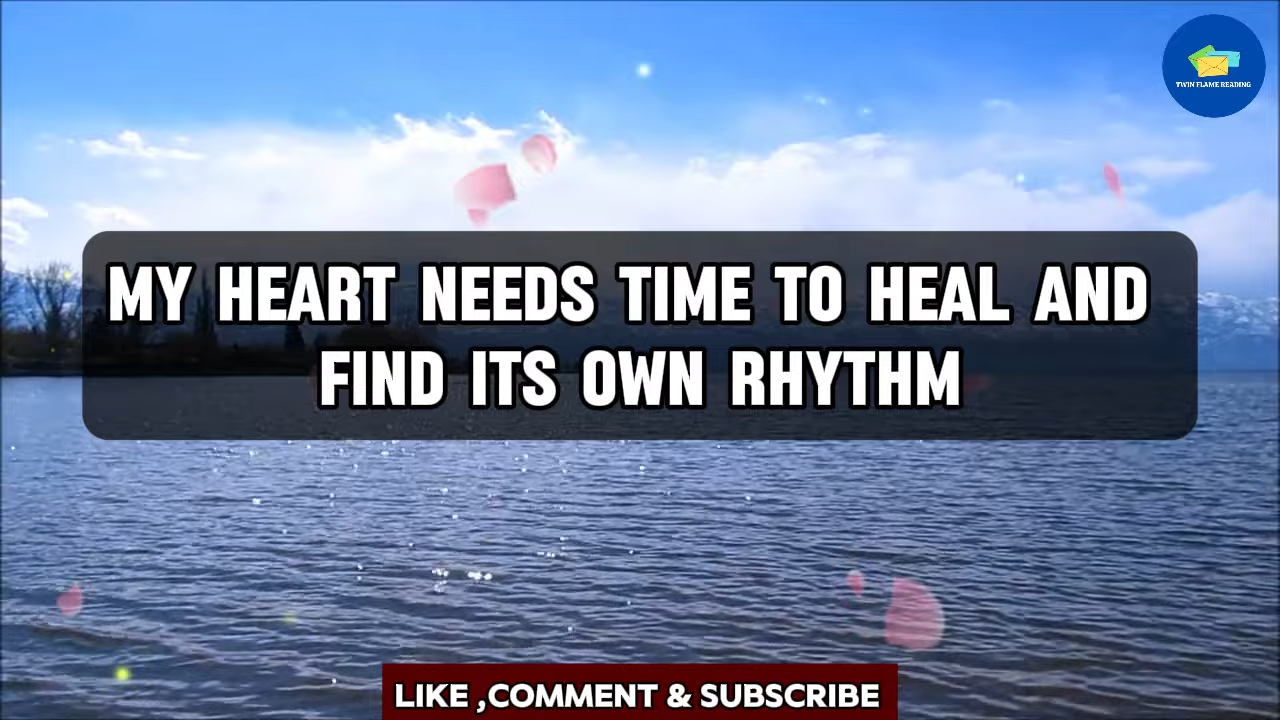 TWIN FLAME READING
MY HEART NEEDS TIME TO HEAL AND
FIND ITS OWN RHYTHM
LIKE ,COMMENT & SUBSCRIBE